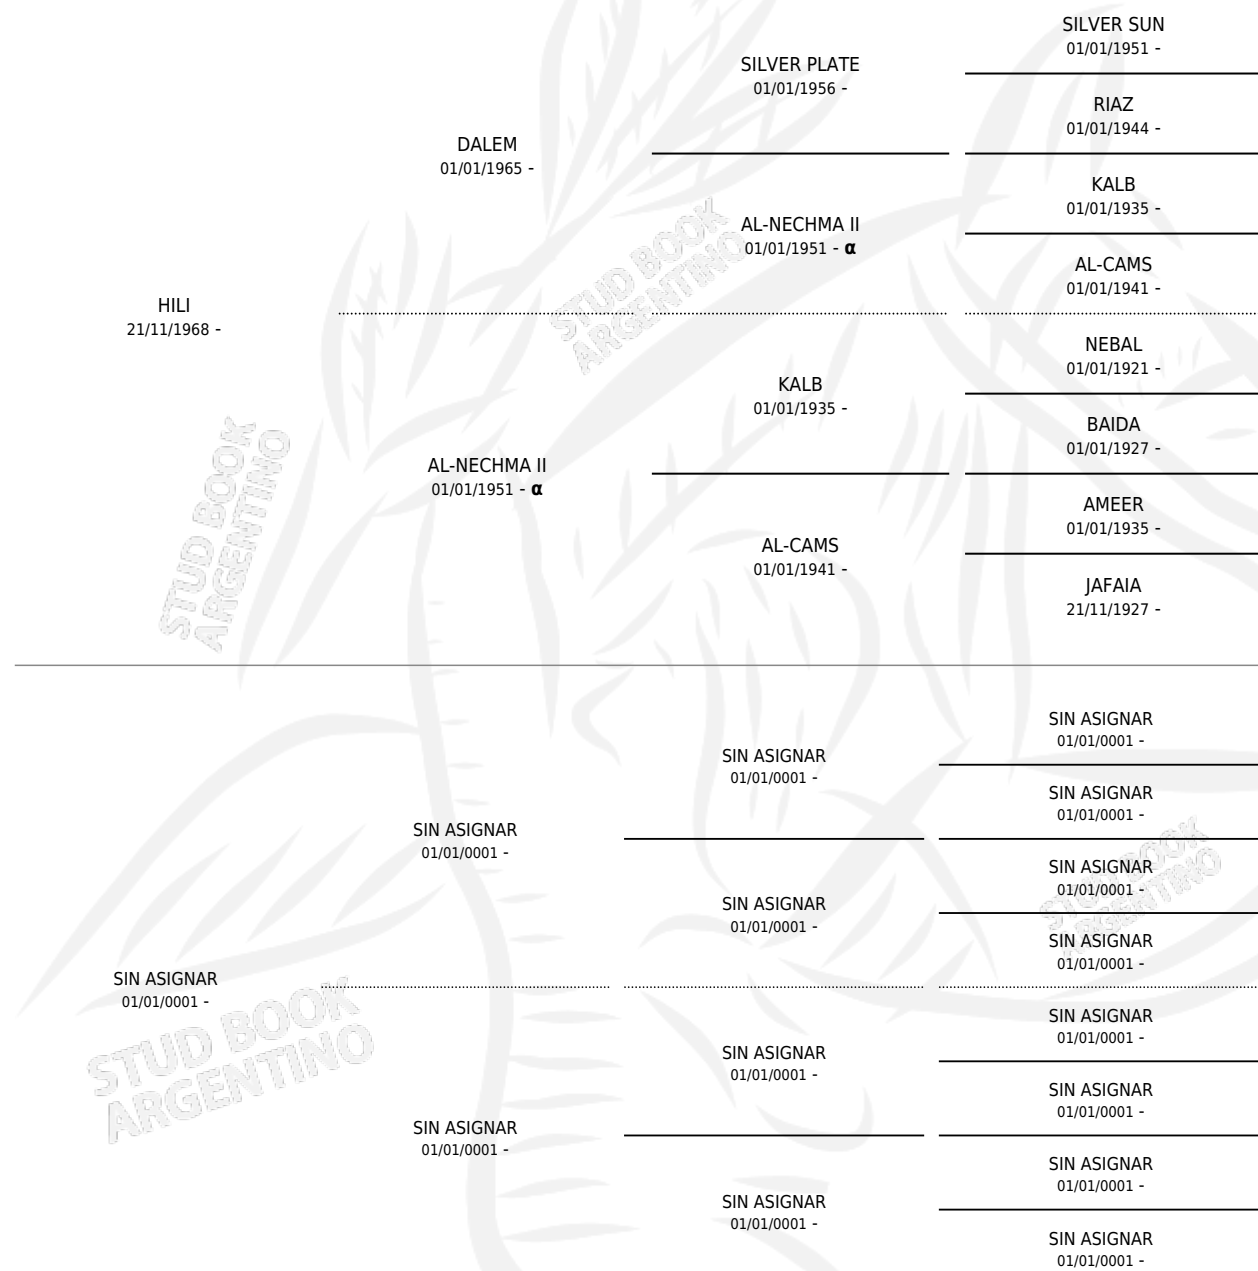 SILVER SUN
01/01/1951 -
SILVER PLATE
01/01/1956 -
RIAZ
01/01/1944 -
DALEM
01/01/1965 -
KALB
01/01/1935 -
AL-NECHMA II
01/01/1951 - α
AL-CAMS
01/01/1941 -
HILI
21/11/1968 -
NEBAL
01/01/1921 -
KALB
01/01/1935 -
BAIDA
01/01/1927 -
AL-NECHMA II
01/01/1951 - α
AMEER
01/01/1935 -
AL-CAMS
01/01/1941 -
JAFAIA
21/11/1927 -
STUD BOOK
ARGENTINO
STUD BOOK
ARGENTINO
SIN ASIGNAR
01/01/0001 -
SIN ASIGNAR
01/01/0001 -
SIN ASIGNAR
01/01/0001 -
SIN ASIGNAR
01/01/0001 -
SIN ASIGNAR
01/01/0001 -
SIN ASIGNAR
01/01/0001 -
SIN ASIGNAR
01/01/0001 -
SIN ASIGNAR
01/01/0001 -
SIN ASIGNAR
01/01/0001 -
SIN ASIGNAR
01/01/0001 -
SIN ASIGNAR
01/01/0001 -
SIN ASIGNAR
01/01/0001 -
SIN ASIGNAR
01/01/0001 -
SIN ASIGNAR
01/01/0001 -
SIN ASIGNAR
01/01/0001 -
STUD BOOK
ARGENTINO
STUD BOOK
ARGENTINO